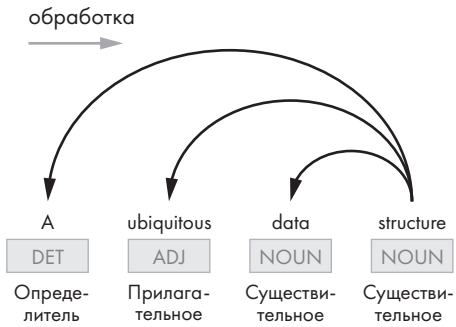 обработка
A ubiquitous data structure
DET ADJ NOUN NOUN
Опреде- Прилага- Существи- Существи-
литель тельное тельное тельное